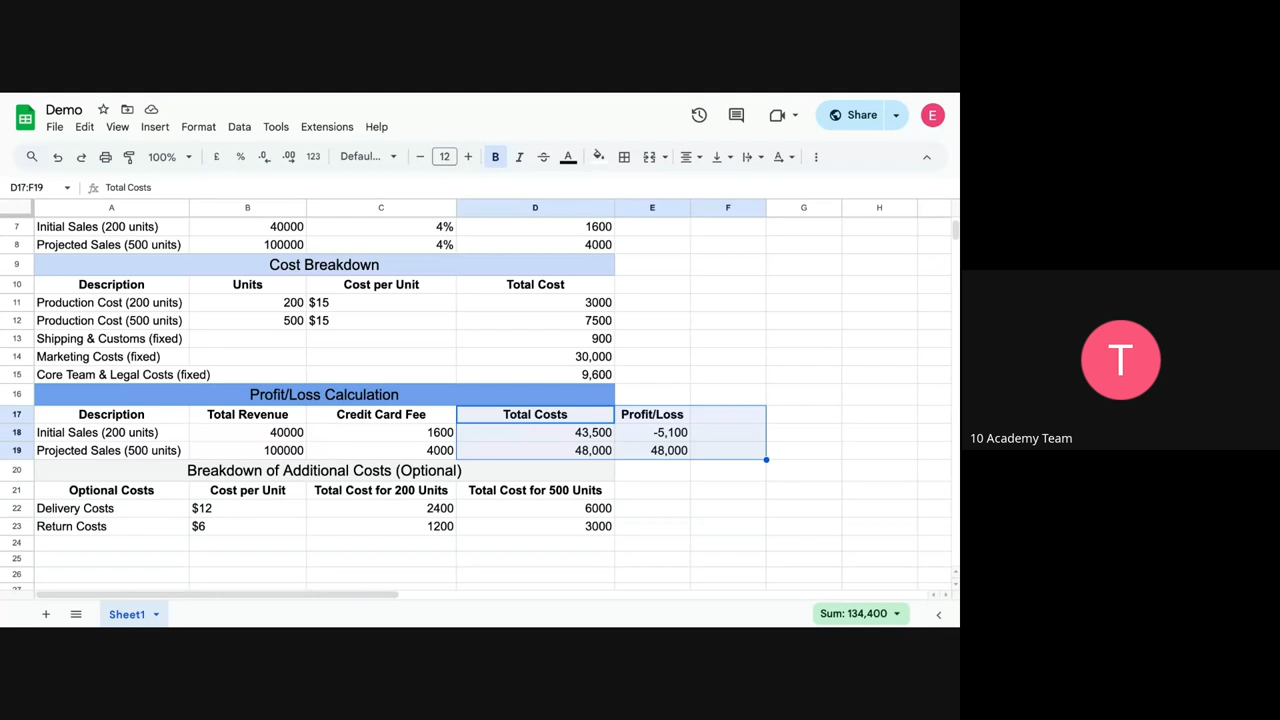 Demo
File Edit View Insert Format Data Tools Extensions Help
Share
E
100% £ % .0 .00 123 Defaul... − 12 + B I A
D17:F19 fx Total Costs
A B C D E F G H
7 Initial Sales (200 units) 40000 4% 1600
8 Projected Sales (500 units) 100000 4% 4000
9 Cost Breakdown
10 Description Units Cost per Unit Total Cost
11 Production Cost (200 units) 200 $15 3000
12 Production Cost (500 units) 500 $15 7500
13 Shipping & Customs (fixed) 900
14 Marketing Costs (fixed) 30,000
15 Core Team & Legal Costs (fixed) 9,600
16 Profit/Loss Calculation
17 Description Total Revenue Credit Card Fee Total Costs Profit/Loss
18 Initial Sales (200 units) 40000 1600 43,500 -5,100
19 Projected Sales (500 units) 100000 4000 48,000 48,000
20 Breakdown of Additional Costs (Optional)
21 Optional Costs Cost per Unit Total Cost for 200 Units Total Cost for 500 Units
22 Delivery Costs $12 2400 6000
23 Return Costs $6 1200 3000
24
25
26
27
Sheet1
Sum: 134,400
T
10 Academy Team